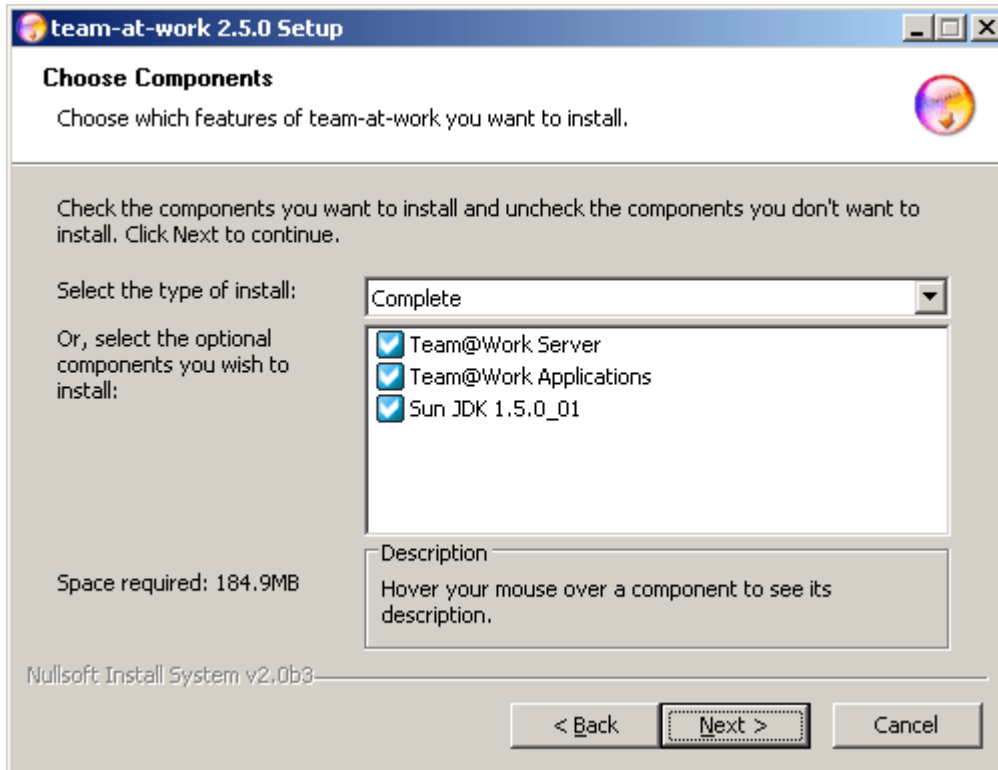 team-at-work 2.5.0 Setup
Choose Components
Choose which features of team-at-work you want to install.
Check the components you want to install and uncheck the components you don't want to
install. Click Next to continue.
Select the type of install:
Complete
Or, select the optional
components you wish to
install:
Team@Work Server
Team@Work Applications
Sun JDK 1.5.0_01
Space required: 184.9MB
Description
Hover your mouse over a component to see its
description.
Nullsoft Install System v2.0b3
< Back
Next >
Cancel